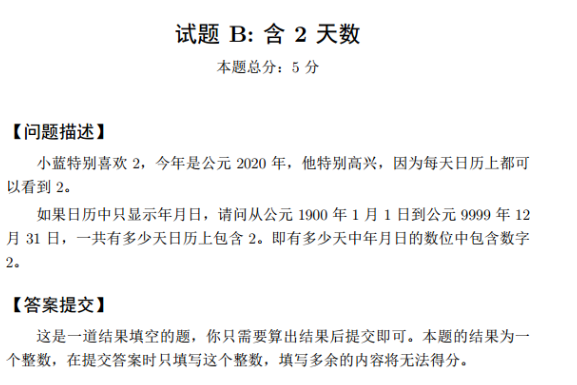 试题 B: 含 2 天数
本题总分：5 分
【问题描述】
小蓝特别喜欢 2，今年是公元 2020 年，他特别高兴，因为每天日历上都可
以看到 2。
如果日历中只显示年月日，请问从公元 1900 年 1 月 1 日到公元 9999 年 12
月 31 日，一共有多少天日历上包含 2。即有多少天中年月日的数位中包含数字
2。
【答案提交】
这是一道结果填空的题，你只需要算出结果后提交即可。本题的结果为一
个整数，在提交答案时只填写这个整数，填写多余的内容将无法得分。